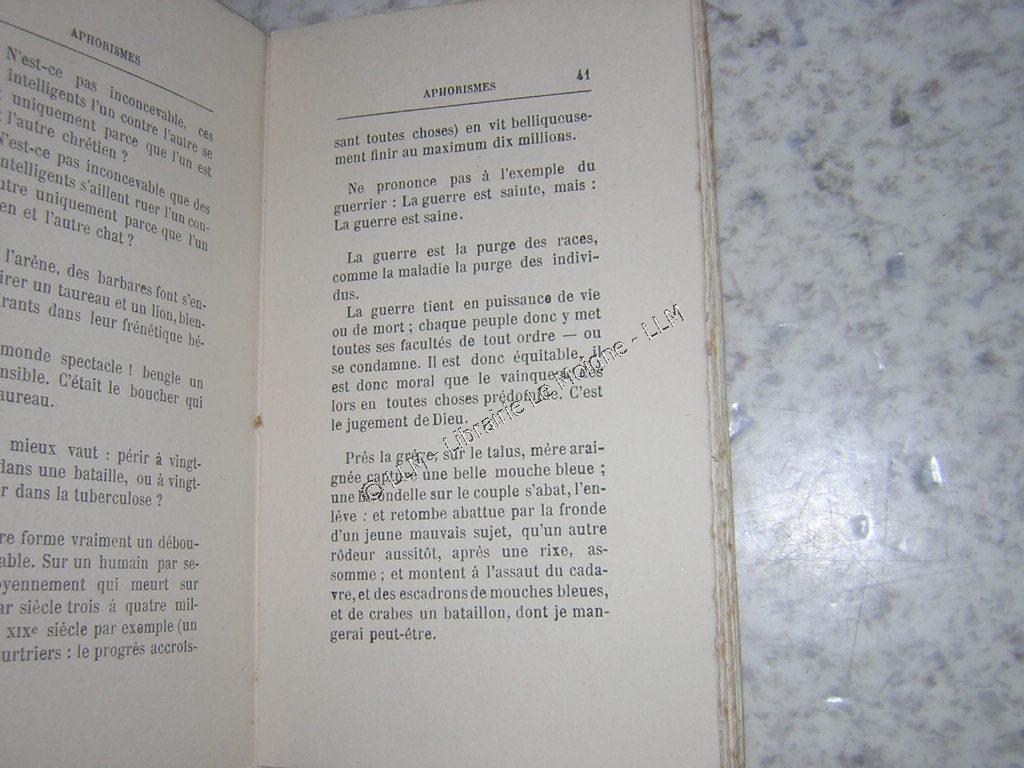 APHORISMES
N'est-ce pas inconcevable, ces
intelligents l'un contre l'autre se
uniquement parce que l'un est
l'autre chrétien ?
N'est-ce pas inconcevable que des
ntelligents s'aillent ruer l'un con-
utre uniquement parce que l'un
en et l'autre chat ?
l'arène, des barbares font s'en-
irer un taureau et un lion, bien-
rants dans leur frénétique hé-
monde spectacle ! beugle un
nsible. C'était le boucher qui
aureau.
mieux vaut : périr à vingt-
dans une bataille, ou à vingt-
r dans la tuberculose ?
re forme vraiment un débou-
able. Sur un humain par se-
oyennement qui meurt sur
ar siècle trois à quatre mil-
XIXe siècle par exemple (un
urtriers : le progrès accrois-
APHORISMES 41
sant toutes choses) en vit belliqueuse-
ment finir au maximum dix millions.
Ne prononce pas à l'exemple du
guerrier : La guerre est sainte, mais :
La guerre est saine.
La guerre est la purge des races,
comme la maladie la purge des indivi-
dus.
La guerre tient en puissance de vie
ou de mort ; chaque peuple donc y met
toutes ses facultés de tout ordre — ou
se condamne. Il est donc équitable, il
est donc moral que le vainqueur dès
lors en toutes choses prédomine. C'est
le jugement de Dieu.
Près la grève, sur le talus, mère arai-
gnée capture une belle mouche bleue ;
une hirondelle sur le couple s'abat, l'en-
lève : et retombe abattue par la fronde
d'un jeune mauvais sujet, qu'un autre
rôdeur aussitôt, après une rixe, as-
somme ; et montent à l'assaut du cada-
vre, et des escadrons de mouches bleues,
et de crabes un bataillon, dont je man-
gerai peut-être.
© JLM - Librairie Le Moigne - LLM